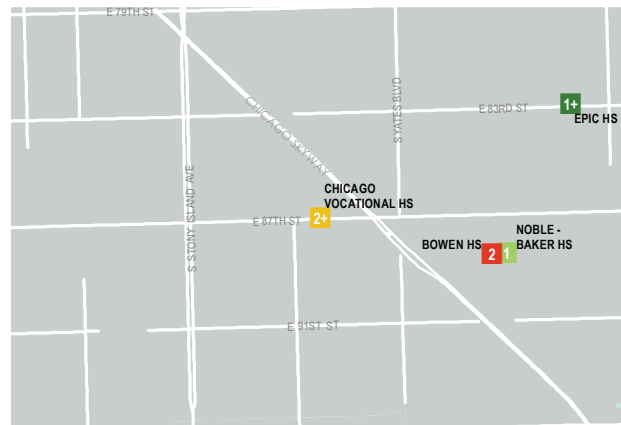 E 79TH ST
CHICAGO SKYWAY
S YATES BLVD
E 83RD ST
1+
EPIC HS
S STONY ISLAND AVE
E 87TH ST
2+
CHICAGO
VOCATIONAL HS
BOWEN HS
2
1
NOBLE -
BAKER HS
E 91ST ST